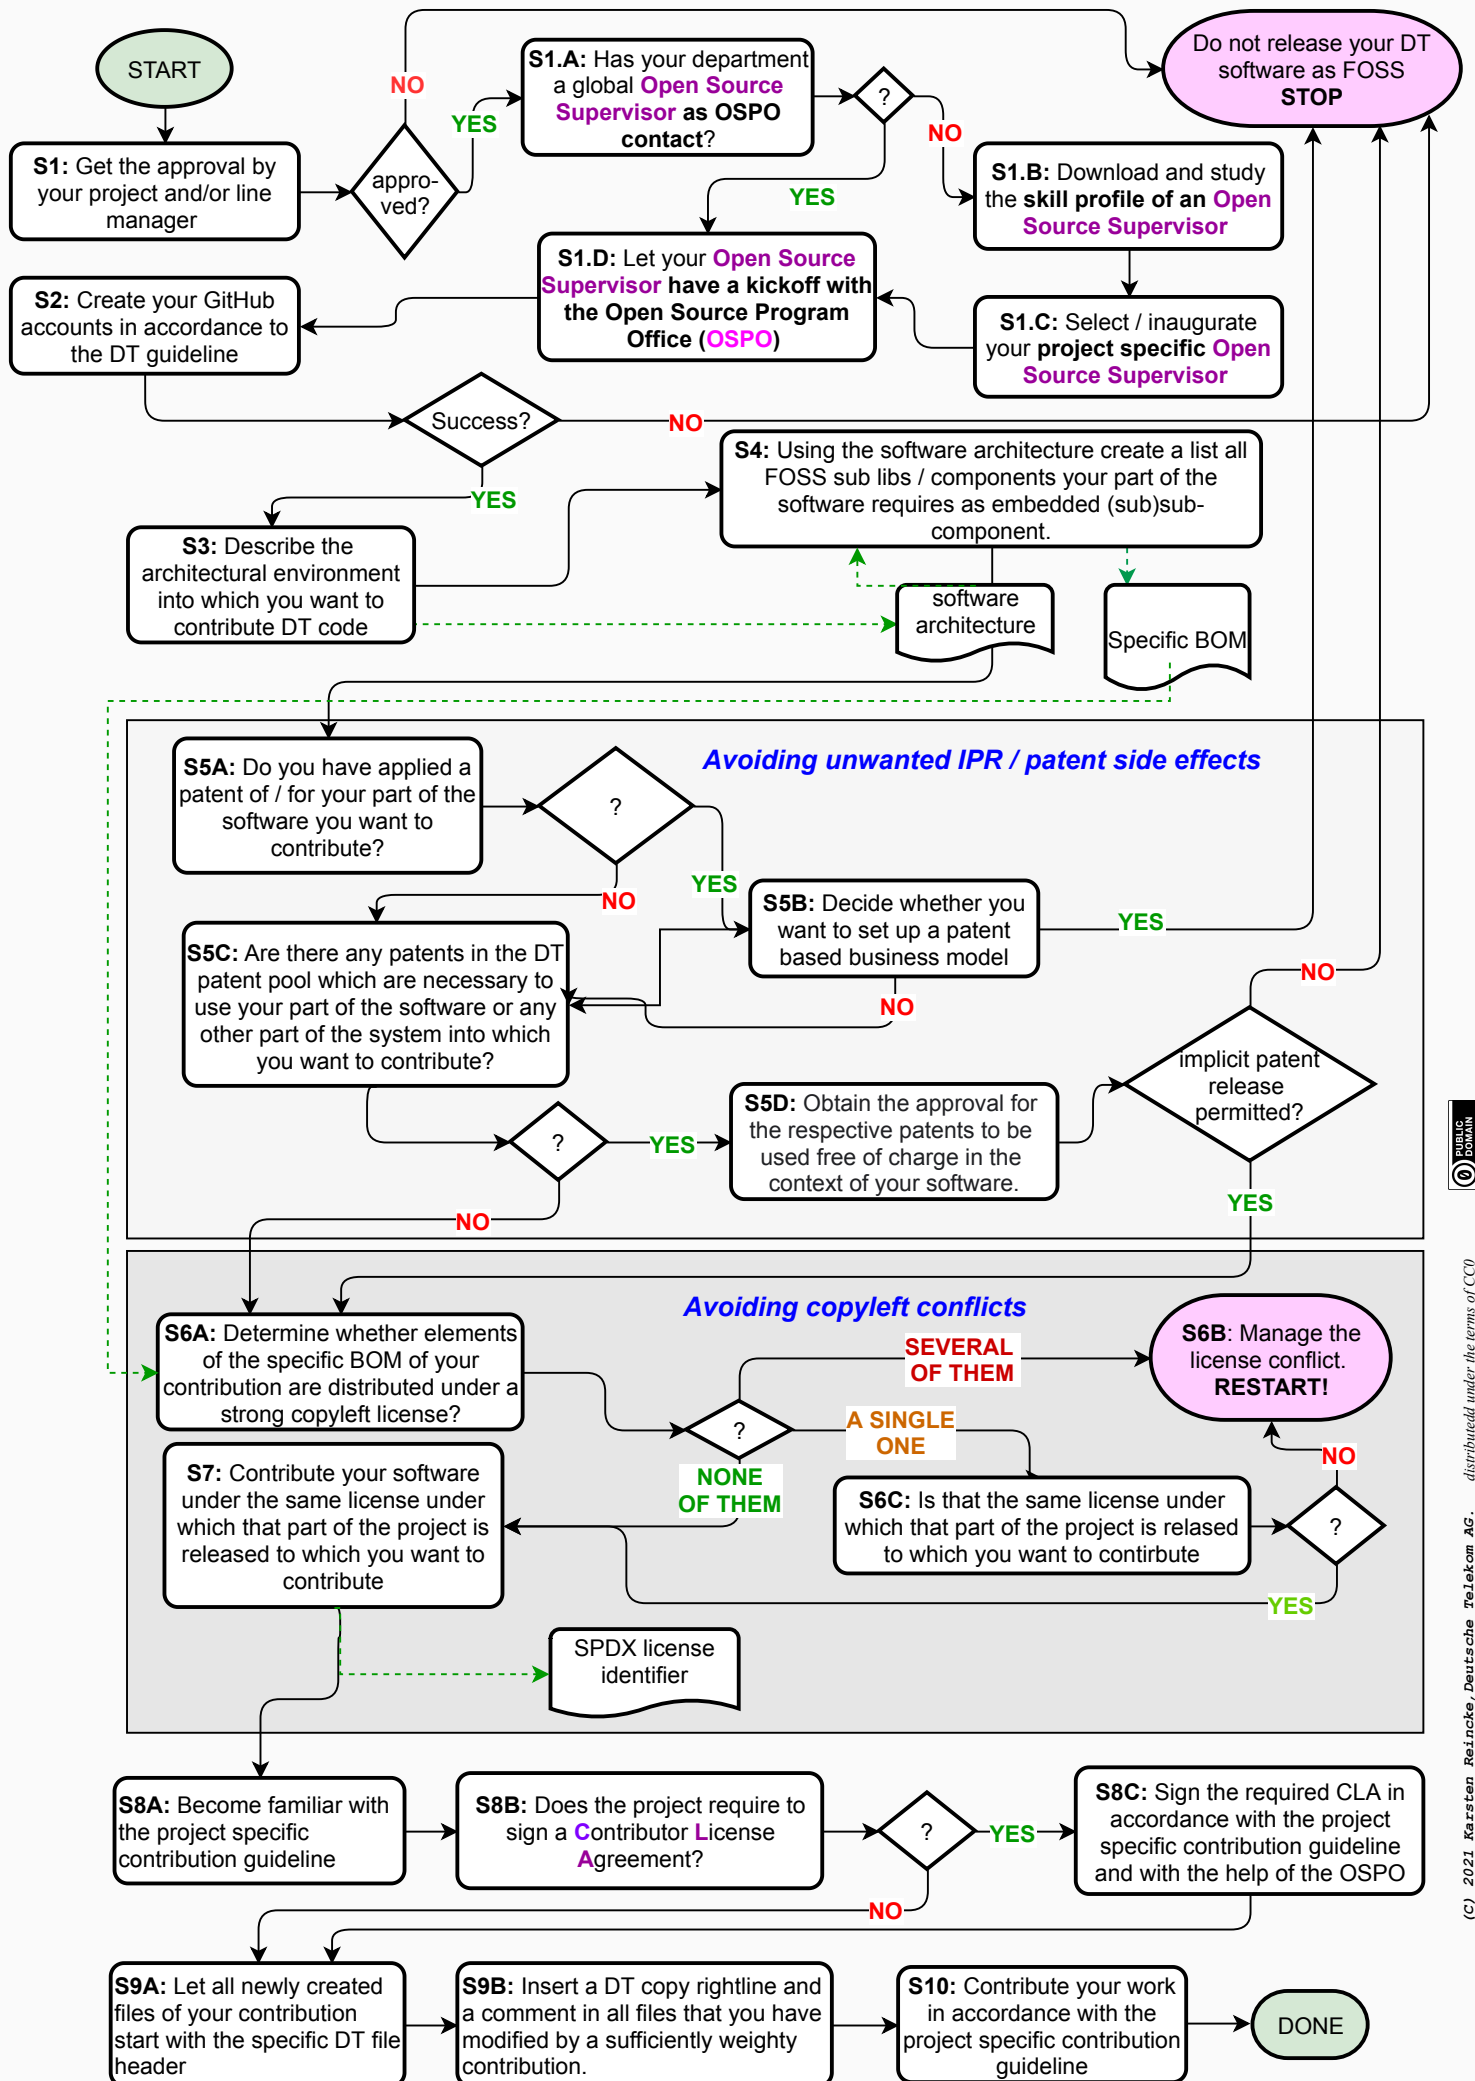 START
NO
YES
S1.A: Has your department
a global Open Source
Supervisor as OSPO
contact?
?
NO
YES
Do not release your DT
software as FOSS
STOP
S1: Get the approval by
your project and/or line
manager
appro-
ved?
S1.B: Download and study
the skill profile of an Open
Source Supervisor
S1.D: Let your Open Source
Supervisor have a kickoff with
the Open Source Program
Office (OSPO)
S2: Create your GitHub
accounts in accordance to
the DT guideline
S1.C: Select / inaugurate
your project specific Open
Source Supervisor
Success?
NO
YES
S4: Using the software architecture create a list all
FOSS sub libs / components your part of the
software requires as embedded (sub)sub-
component.
S3: Describe the
architectural environment
into which you want to
contribute DT code
software
architecture
Specific BOM
Avoiding unwanted IPR / patent side effects
S5A: Do you have applied a
patent of / for your part of the
software you want to
contribute?
?
YES
NO
S5B: Decide whether you
want to set up a patent
based business model
YES
NO
S5C: Are there any patents in the DT
patent pool which are necessary to
use your part of the software or any
other part of the system into which
you want to contribute?
NO
implicit patent
release
permitted?
?
YES
S5D: Obtain the approval for
the respective patents to be
used free of charge in the
context of your software.
NO
YES
Avoiding copyleft conflicts
S6A: Determine whether elements
of the specific BOM of your
contribution are distributed under a
strong copyleft license?
?
SEVERAL
OF THEM
S6B: Manage the
license conflict.
RESTART!
A SINGLE
ONE
NONE
OF THEM
NO
S6C: Is that the same license under
which that part of the project is relased
to which you want to contirbute
?
YES
S7: Contribute your software
under the same license under
which that part of the project is
released to which you want to
contribute
SPDX license
identifier
S8A: Become familiar with
the project specific
contribution guideline
S8B: Does the project require to
sign a Contributor License
Agreement?
?
YES
NO
S8C: Sign the required CLA in
accordance with the project
specific contribution guideline
and with the help of the OSPO
S9A: Let all newly created
files of your contribution
start with the specific DT file
header
S9B: Insert a DT copy rightline and
a comment in all files that you have
modified by a sufficiently weighty
contribution.
S10: Contribute your work
in accordance with the
project specific contribution
guideline
DONE
(C) 2021 Karsten Reincke, Deutsche Telekom AG. distributedd under the terms of CC0
0
PUBLIC
DOMAIN